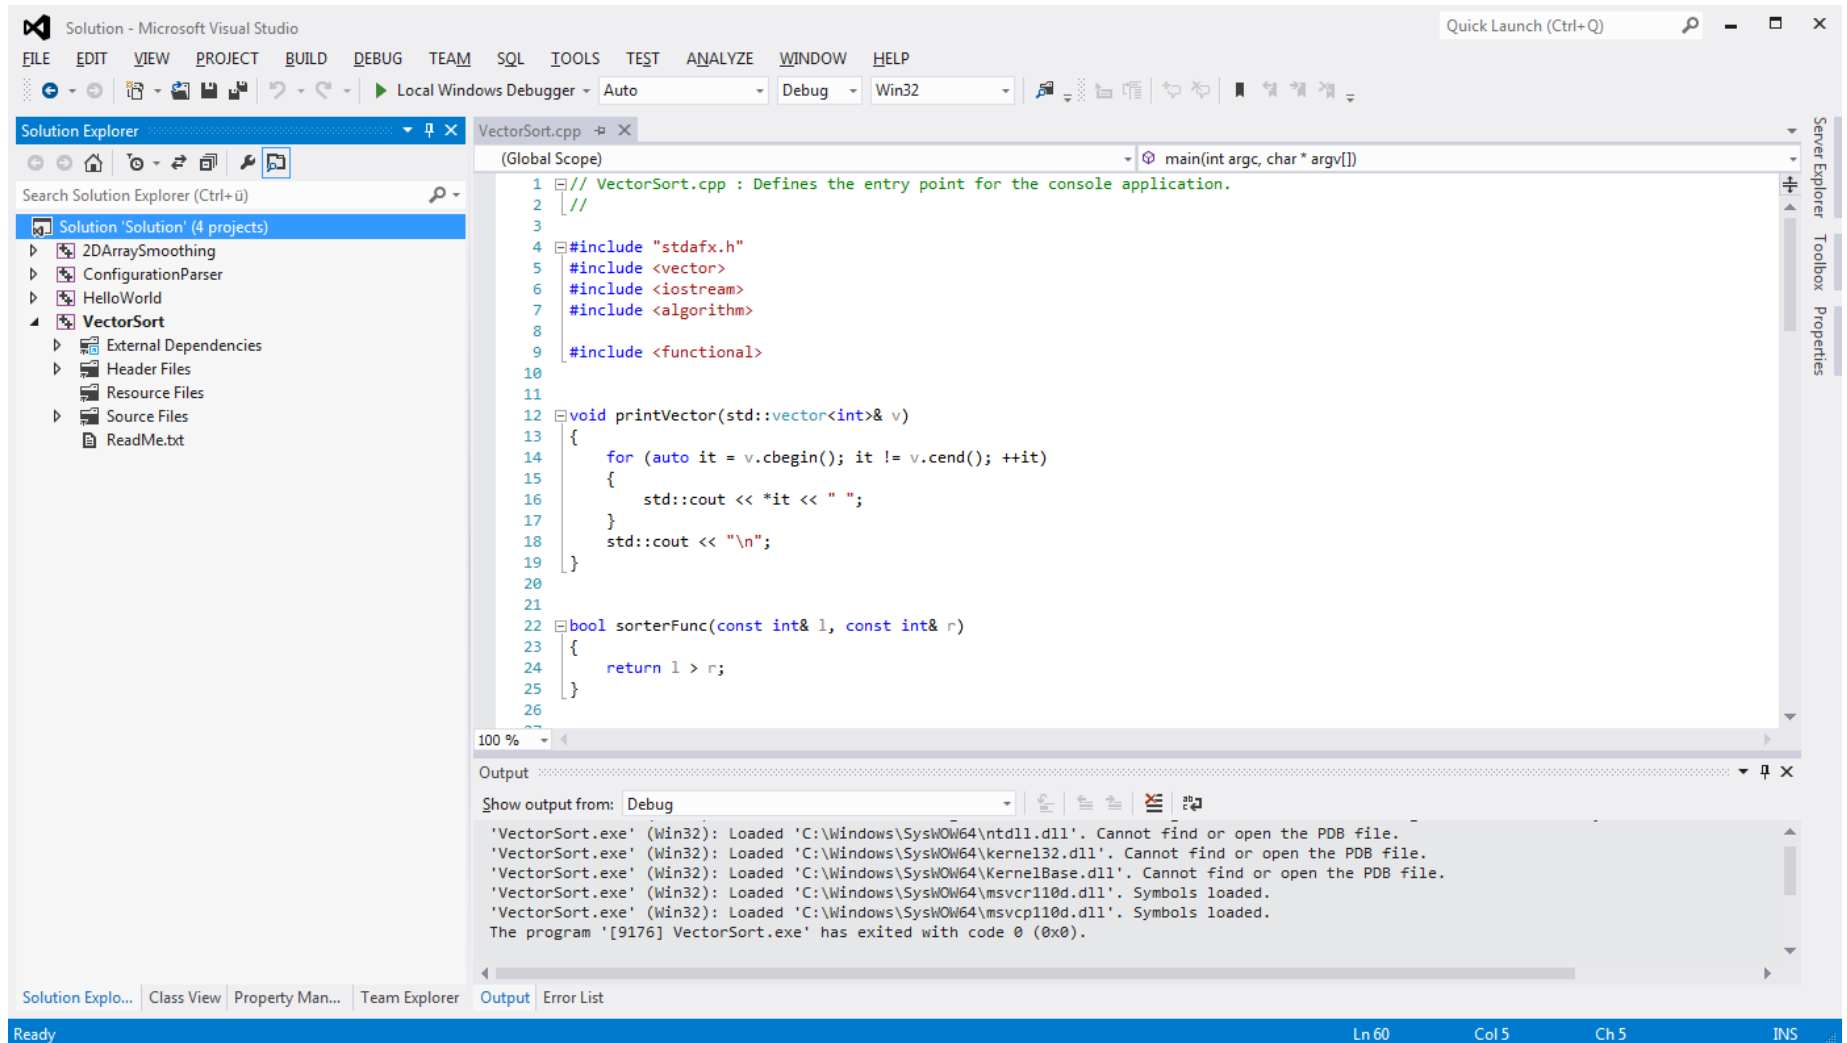 Solution - Microsoft Visual Studio
Quick Launch (Ctrl+Q)
FILE EDIT VIEW PROJECT BUILD DEBUG TEAM SQL TOOLS TEST ANALYZE WINDOW HELP
Local Windows Debugger Auto Debug Win32
Solution Explorer
Search Solution Explorer (Ctrl+ü)
Solution 'Solution' (4 projects)
2DArraySmoothing
ConfigurationParser
HelloWorld
VectorSort
External Dependencies
Header Files
Resource Files
Source Files
ReadMe.txt
Solution Explo... Class View Property Man... Team Explorer
VectorSort.cpp
(Global Scope) main(int argc, char * argv[])
1 // VectorSort.cpp : Defines the entry point for the console application.
2 //
3
4 #include "stdafx.h"
5 #include <vector>
6 #include <iostream>
7 #include <algorithm>
8
9 #include <functional>
10
11
12 void printVector(std::vector<int>& v)
13 {
14 for (auto it = v.cbegin(); it != v.cend(); ++it)
15 {
16 std::cout << *it << " ";
17 }
18 std::cout << "\n";
19 }
20
21
22 bool sorterFunc(const int& l, const int& r)
23 {
24 return l > r;
25 }
26
100 %
Output
Show output from: Debug
'VectorSort.exe' (Win32): Loaded 'C:\Windows\SysWOW64\ntdll.dll'. Cannot find or open the PDB file.
'VectorSort.exe' (Win32): Loaded 'C:\Windows\SysWOW64\kernel32.dll'. Cannot find or open the PDB file.
'VectorSort.exe' (Win32): Loaded 'C:\Windows\SysWOW64\KernelBase.dll'. Cannot find or open the PDB file.
'VectorSort.exe' (Win32): Loaded 'C:\Windows\SysWOW64\msvcr110d.dll'. Symbols loaded.
'VectorSort.exe' (Win32): Loaded 'C:\Windows\SysWOW64\msvcp110d.dll'. Symbols loaded.
The program '[9176] VectorSort.exe' has exited with code 0 (0x0).
Output Error List
Server Explorer
Toolbox
Properties
Ready Ln 60 Col 5 Ch 5 INS